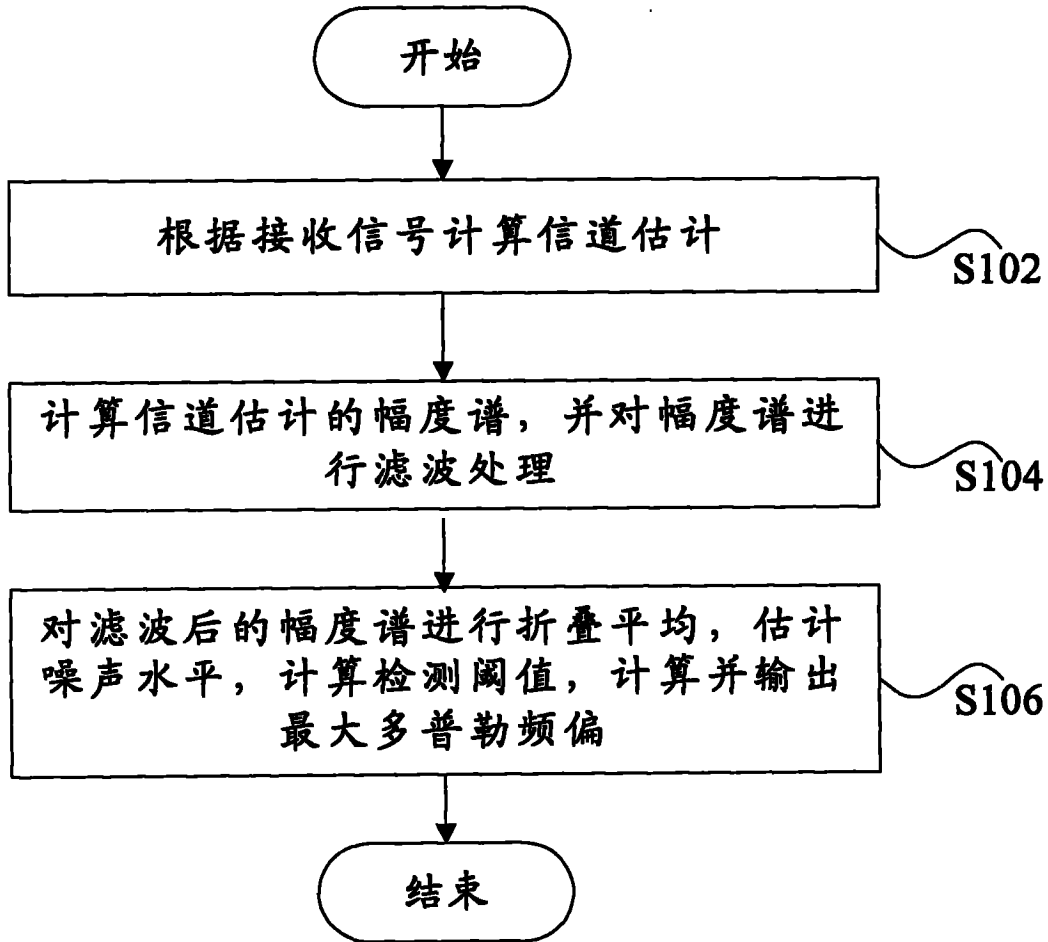 开始
根据接收信号计算信道估计
S102
计算信道估计的幅度谱，并对幅度谱进
行滤波处理
S104
对滤波后的幅度谱进行折叠平均，估计
噪声水平，计算检测阈值，计算并输出
最大多普勒频偏
S106
结束